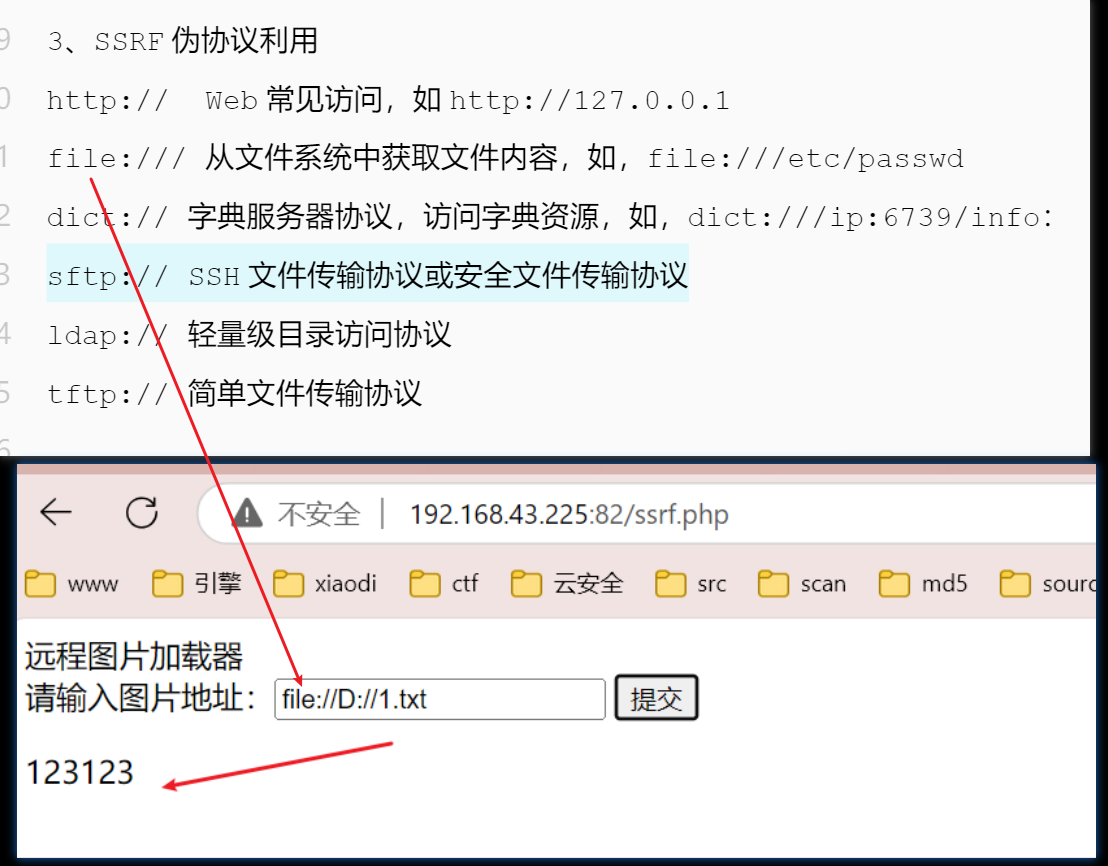 9 3、SSRF 伪协议利用
0 http:// Web 常见访问，如 http://127.0.0.1
1 file:/// 从文件系统中获取文件内容，如，file:///etc/passwd
2 dict:// 字典服务器协议，访问字典资源，如，dict:///ip:6739/info:
3 sftp:// SSH 文件传输协议或安全文件传输协议
4 ldap:// 轻量级目录访问协议
5 tftp:// 简单文件传输协议
6
不安全 | 192.168.43.225:82/ssrf.php
www 引擎 xiaodi ctf 云安全 src scan md5 sourc
远程图片加载器
请输入图片地址： file://D://1.txt 提交
123123